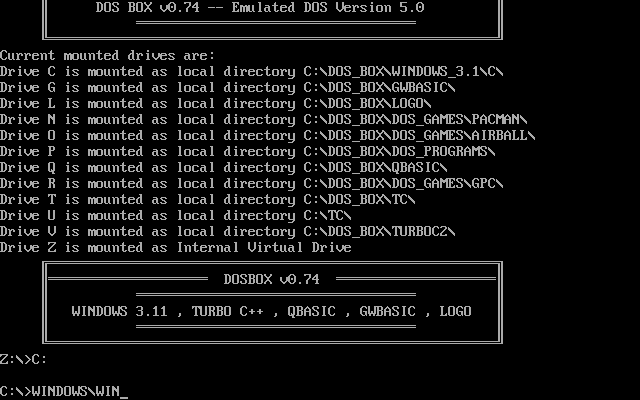 DOS BOX v0.74 -- Emulated DOS Version 5.0
Current mounted drives are:
Drive C is mounted as local directory C:\DOS_BOX\WINDOWS_3.1\C\
Drive G is mounted as local directory C:\DOS_BOX\GWBASIC\
Drive L is mounted as local directory C:\DOS_BOX\LOGO\
Drive N is mounted as local directory C:\DOS_BOX\DOS_GAMES\PACMAN\
Drive O is mounted as local directory C:\DOS_BOX\DOS_GAMES\AIRBALL\
Drive P is mounted as local directory C:\DOS_BOX\DOS_PROGRAMS\
Drive Q is mounted as local directory C:\DOS_BOX\QBASIC\
Drive R is mounted as local directory C:\DOS_BOX\DOS_GAMES\GPC\
Drive T is mounted as local directory C:\DOS_BOX\TC\
Drive U is mounted as local directory C:\TC\
Drive V is mounted as local directory C:\DOS_BOX\TURBOC2\
Drive Z is mounted as Internal Virtual Drive
DOSBOX v0.74
WINDOWS 3.11 , TURBO C++ , QBASIC , GWBASIC , LOGO
Z:\>C:
C:\>WINDOWS\WIN_